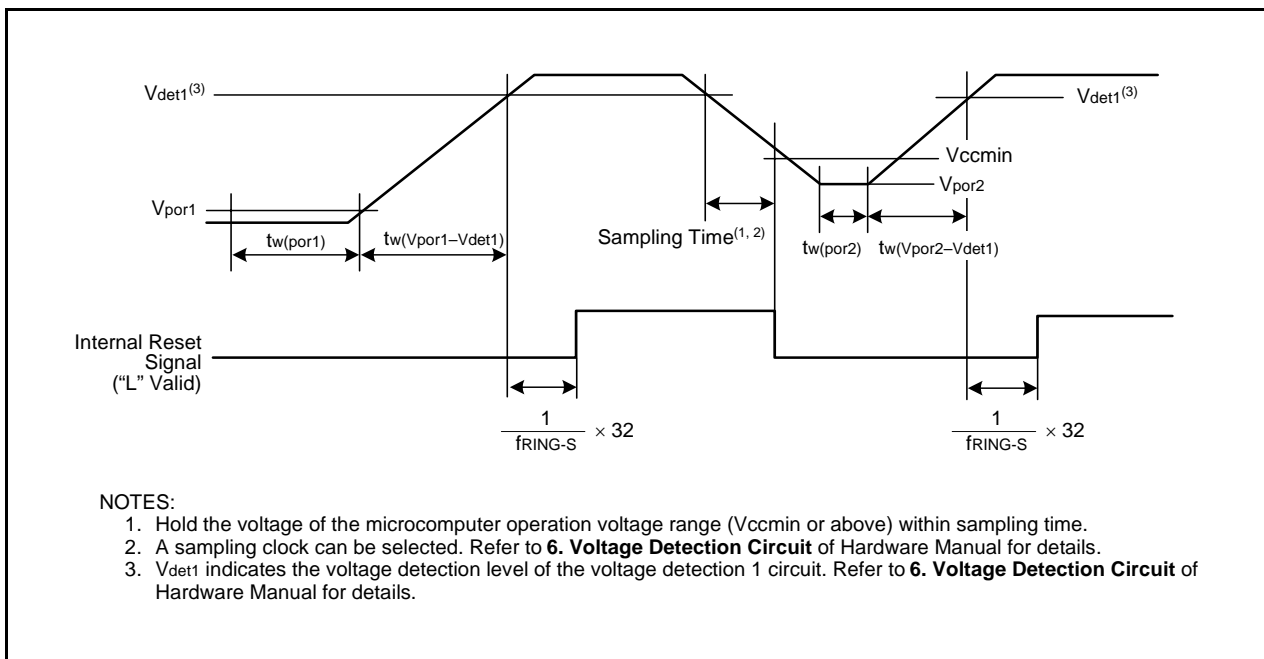 Vdet1(3)
Vdet1(3)
Vccmin
Vpor2
Vpor1
tw(por1)
tw(Vpor1–Vdet1)
Sampling Time(1, 2)
tw(por2)
tw(Vpor2–Vdet1)
Internal Reset
Signal
(“L” Valid)
1
fRING-S
× 32
1
fRING-S
× 32
NOTES:
1. Hold the voltage of the microcomputer operation voltage range (Vccmin or above) within sampling time.
2. A sampling clock can be selected. Refer to 6. Voltage Detection Circuit of Hardware Manual for details.
3. Vdet1 indicates the voltage detection level of the voltage detection 1 circuit. Refer to 6. Voltage Detection Circuit of
Hardware Manual for details.